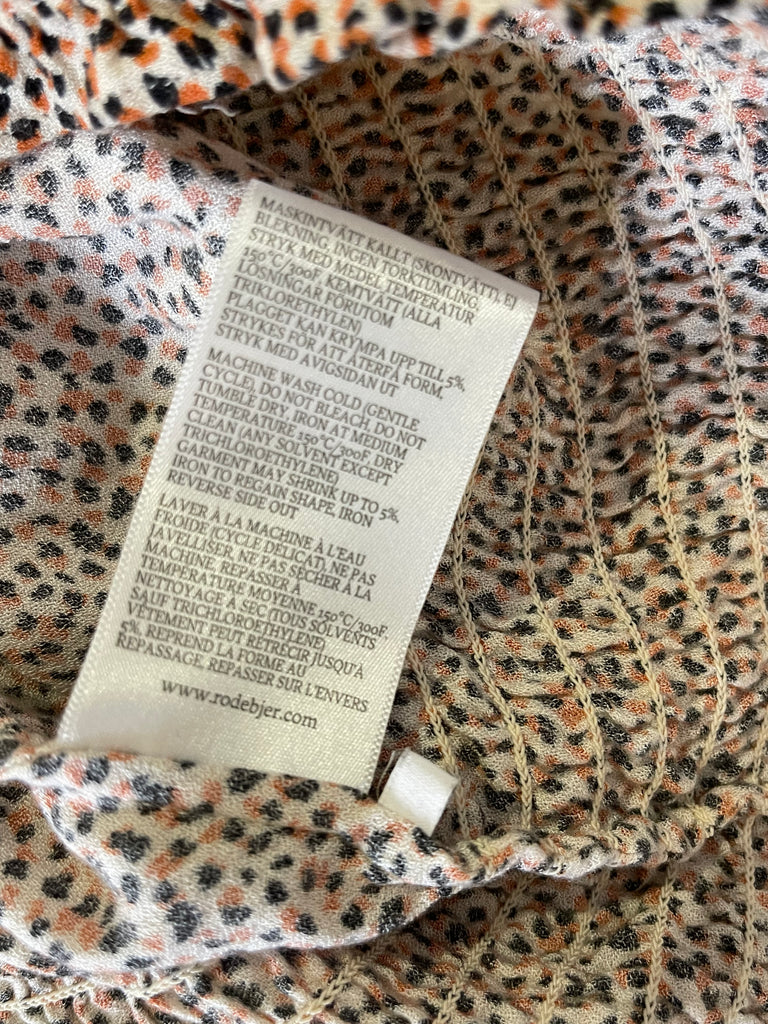 MASKINTVÄTT KALLT (SKONTVÄTT), EJ
BLEKNING, INGEN TORKTUMLING,
STRYK MED MEDEL TEMPERATUR
150°C/300F. KEMTVÄTT (ALLA
LÖSNINGAR FÖRUTOM
TRIKLORETHYLEN)
PLAGGET KAN KRYMPA UPP TILL 5%,
STRYKES FÖR ATT ÅTERFÅ FORM,
STRYK MED AVIGSIDAN UT
MACHINE WASH COLD (GENTLE
CYCLE), DO NOT BLEACH, DO NOT
TUMBLE DRY, IRON AT MEDIUM
TEMPERATURE 150°C/300F. DRY
CLEAN (ANY SOLVENT EXCEPT
TRICHLOROETHYLENE)
GARMENT MAY SHRINK UP TO 5%,
IRON TO REGAIN SHAPE, IRON
REVERSE SIDE OUT
LAVER À LA MACHINE À L'EAU
FROIDE (CYCLE DÉLICAT), NE PAS
JAVELLISER, NE PAS SÉCHER À LA
MACHINE, REPASSER À
TEMPÉRATURE MOYENNE 150°C/300F.
NETTOYAGE À SEC (TOUS SOLVENTS
SAUF TRICHLOROETHYLENE)
VÊTEMENT PEUT RÉTRECIR JUSQU'À
5%, REPREND LA FORME AU
REPASSAGE, REPASSER SUR L'ENVERS
www.rodebjer.com